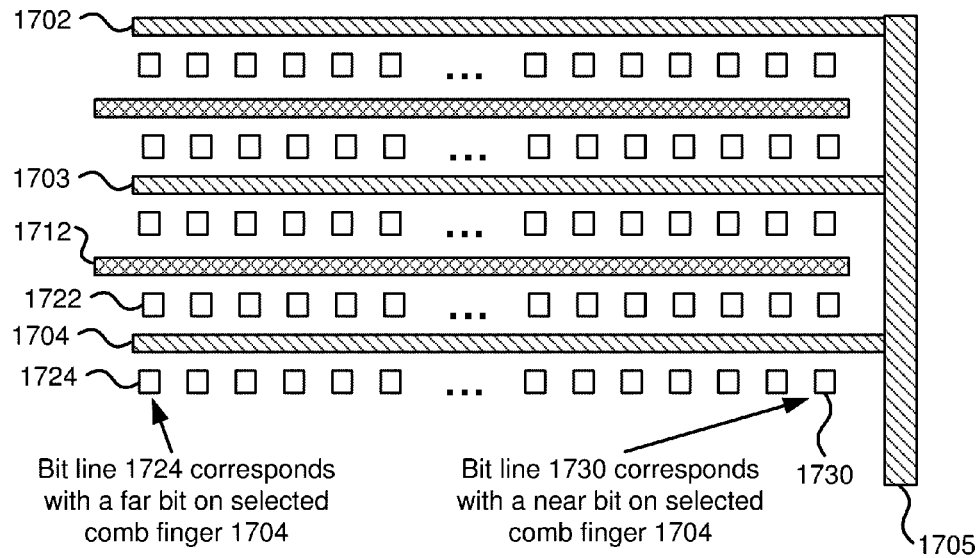 1702
...
...
1703
...
1712
1722
...
1704
1724
...
Bit line 1724 corresponds
with a far bit on selected
comb finger 1704
Bit line 1730 corresponds
with a near bit on selected
comb finger 1704
1730
1705